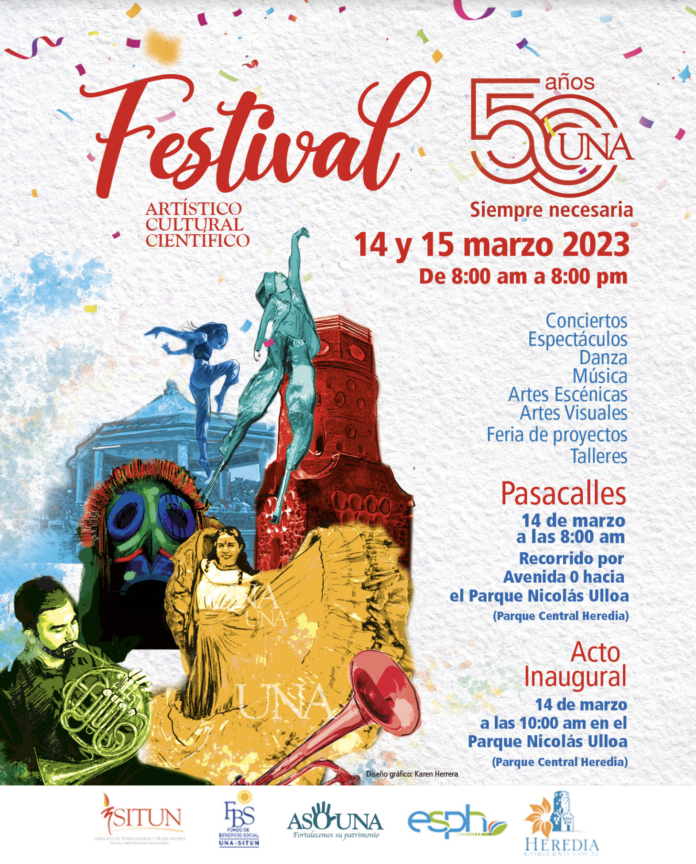 Festival
ARTÍSTICO
CULTURAL
CIENTÍFICO
50 años
UNA
Siempre necesaria
14 y 15 marzo 2023
De 8:00 am a 8:00 pm
Conciertos
Espectáculos
Danza
Música
Artes Escénicas
Artes Visuales
Feria de proyectos
Talleres
Pasacalles
14 de marzo
a las 8:00 am
Recorrido por
Avenida 0 hacia
el Parque Nicolás Ulloa
(Parque Central Heredia)
Acto
Inaugural
14 de marzo
a las 10:00 am en el
Parque Nicolás Ulloa
(Parque Central Heredia)
UNA
UNA
UNA
Diseño gráfico: Karen Herrera
SITUN
FBS
FONDO DE
BENEFICIO SOCIAL
UNA-SITUN
ASOUNA
Fortalecemos su patrimonio
esph
HEREDIA
GOBIERNO LOCAL